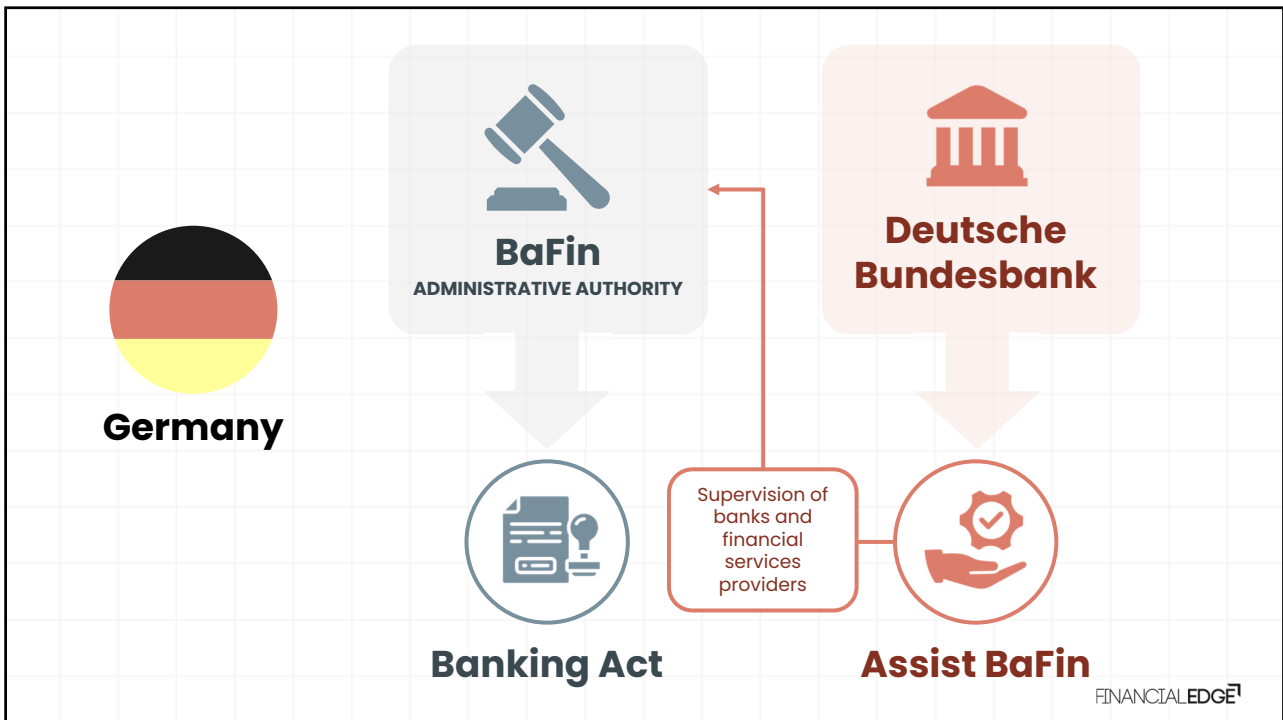 BaFin
ADMINISTRATIVE AUTHORITY
Deutsche
Bundesbank
Germany
Supervision of
banks and
financial
services
providers
Banking Act
Assist BaFin
FINANCIALEDGE